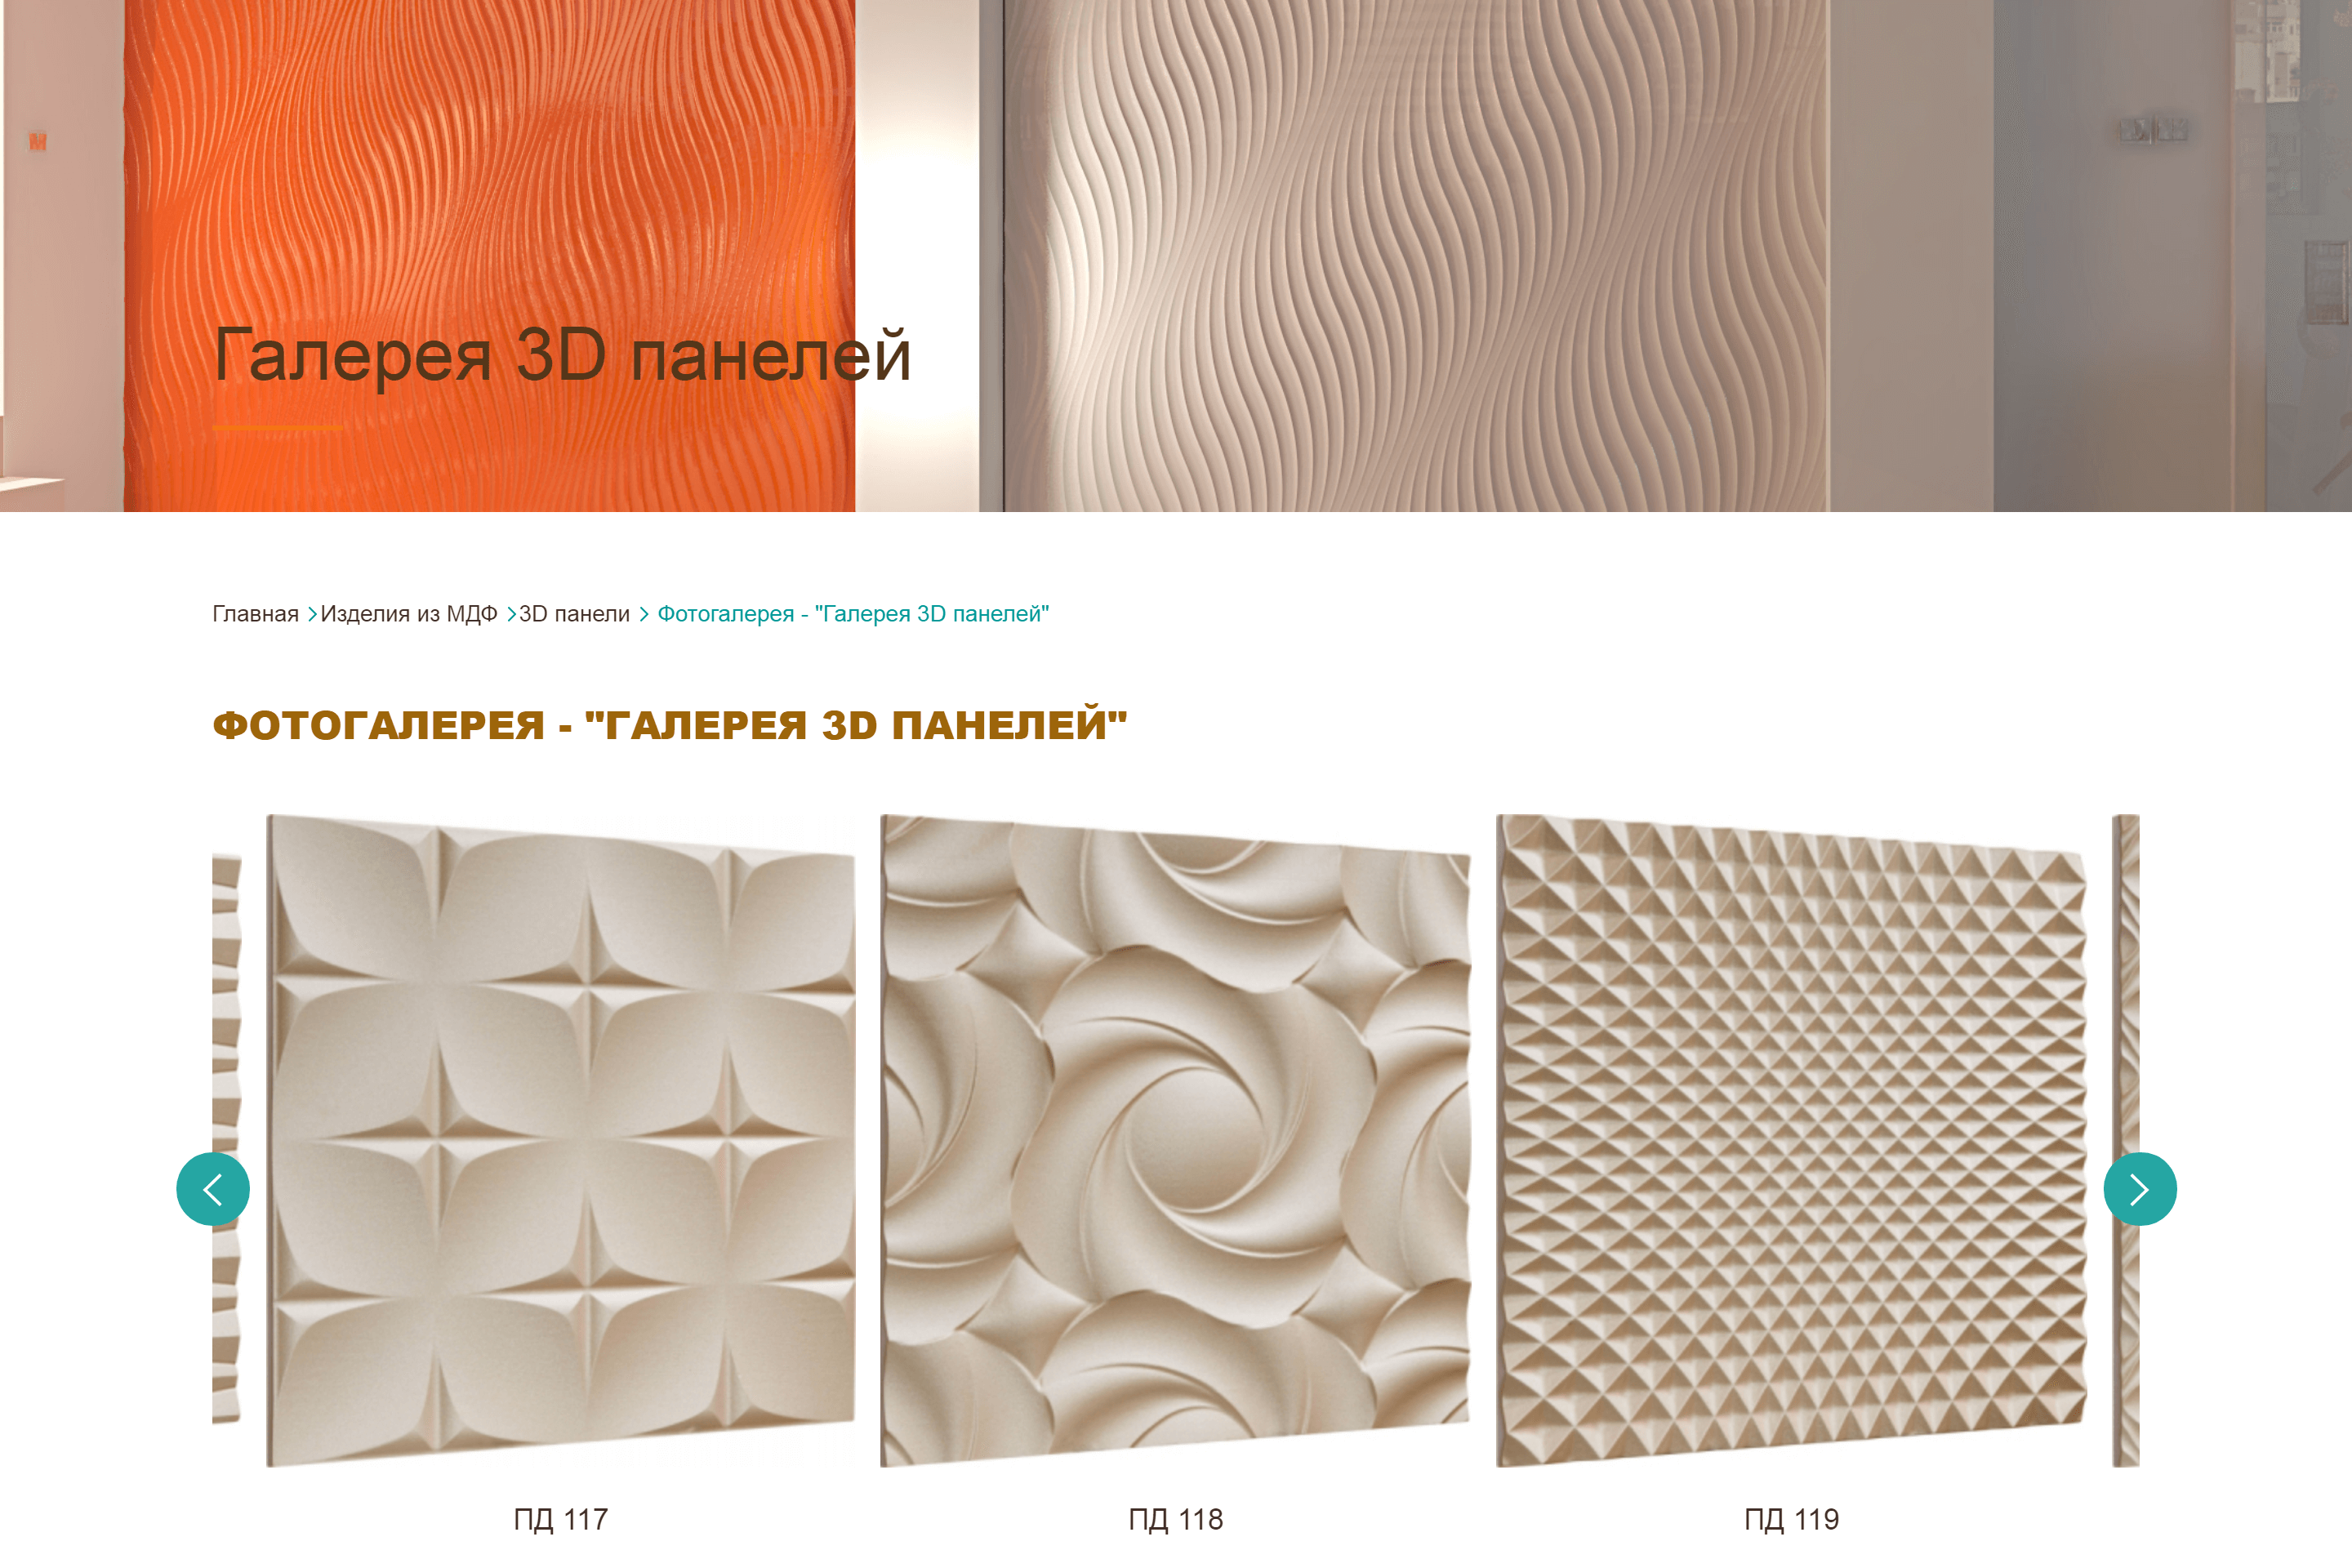 Галерея 3D панелей
Главная Изделия из МДФ 3D панели Фотогалерея - "Галерея 3D панелей"
ФОТОГАЛЕРЕЯ - "ГАЛЕРЕЯ 3D ПАНЕЛЕЙ"
ПД 117
ПД 118
ПД 119